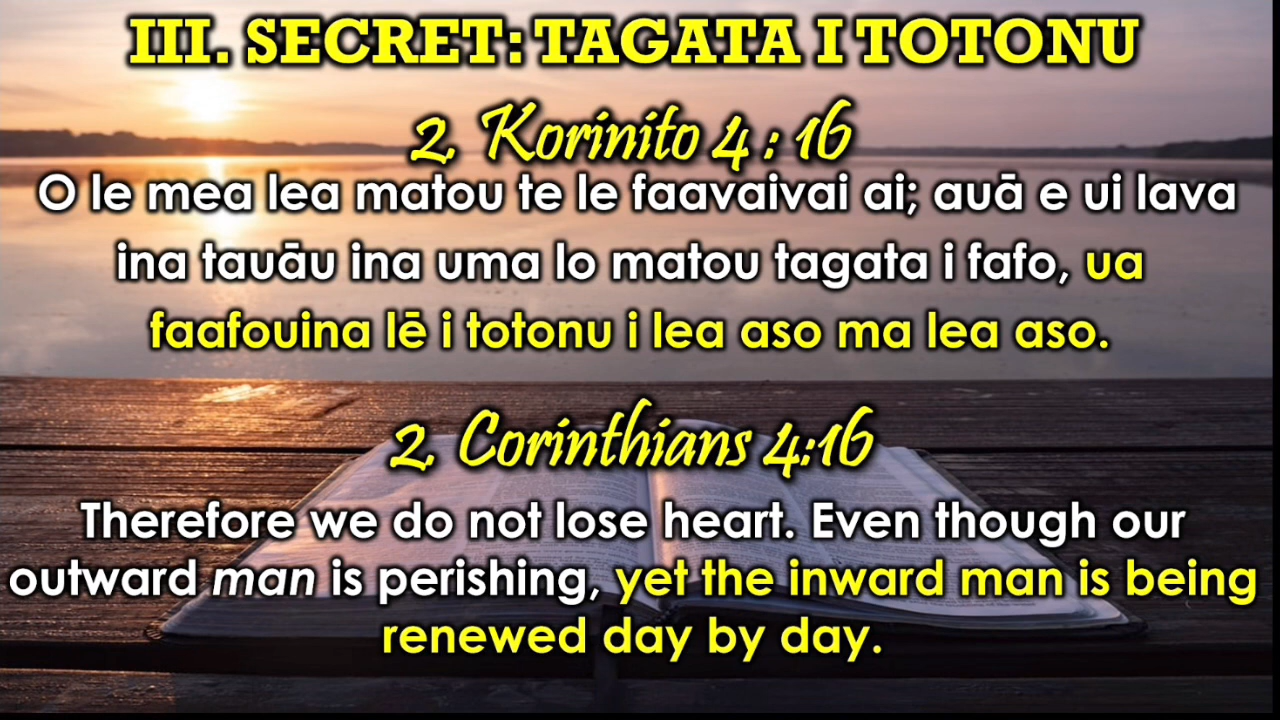 III. SECRET: TAGATA I TOTONU
2. Korinito 4 : 16
O le mea lea matou te le faavaivai ai; auā e ui lava
ina tauāu ina uma lo matou tagata i fafo, ua
faafouina lē i totonu i lea aso ma lea aso.
2. Corinthians 4:16
Therefore we do not lose heart. Even though our
outward man is perishing, yet the inward man is being
renewed day by day.